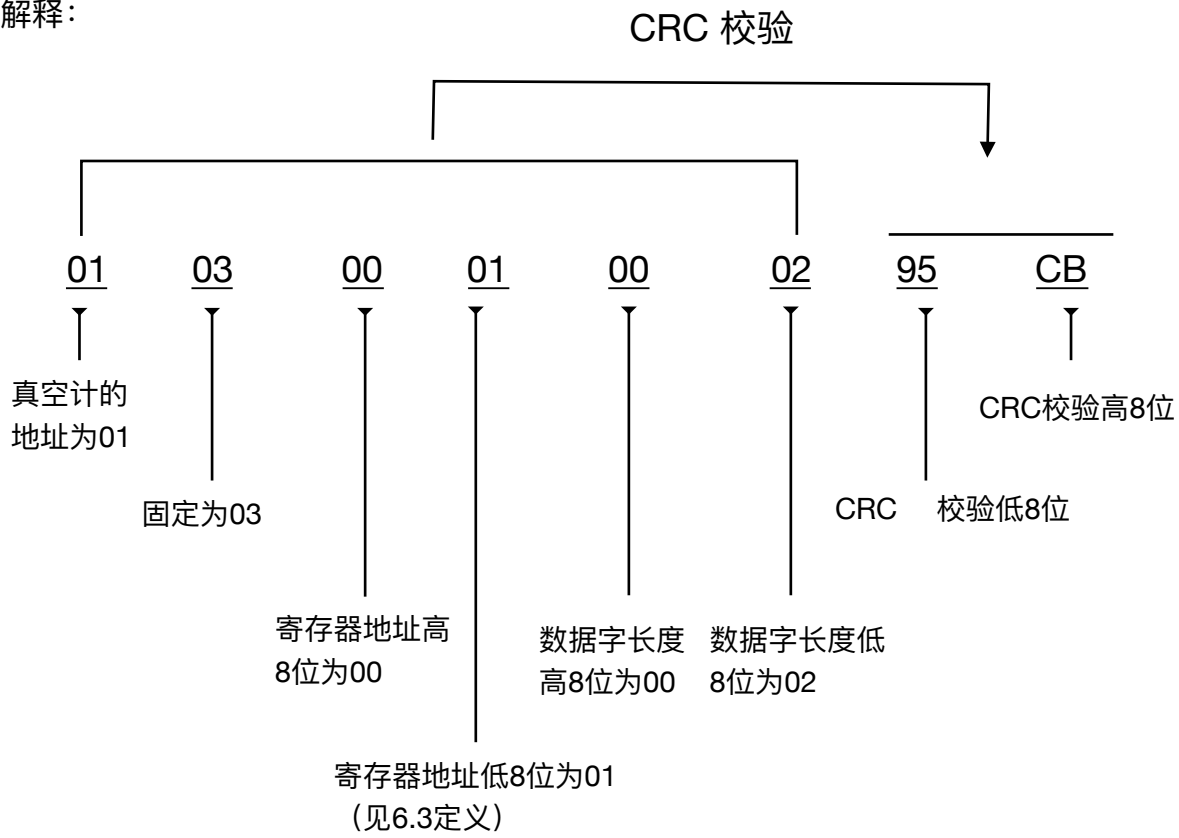 解释：
CRC 校验
01 03 00 01 00 02 95 CB
真空计的
地址为01
CRC校验高8位
固定为03
CRC 校验低8位
寄存器地址高
8位为00
数据字长度
高8位为00
数据字长度低
8位为02
寄存器地址低8位为01
（见6.3定义）